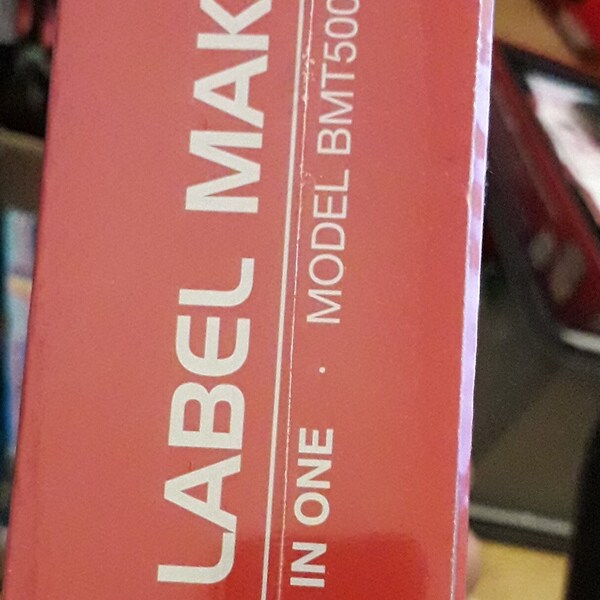 LABEL MAK
IN ONE · MODEL BMT500